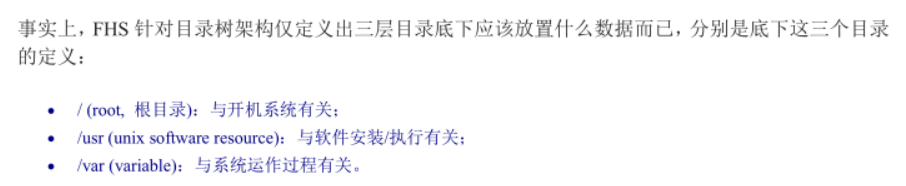 事实上，FHS 针对目录树架构仅定义出三层目录底下应该放置什么数据而已，分别是底下这三个目录
的定义：
• / (root, 根目录)：与开机系统有关；
• /usr (unix software resource)：与软件安装/执行有关；
• /var (variable)：与系统运作过程有关。